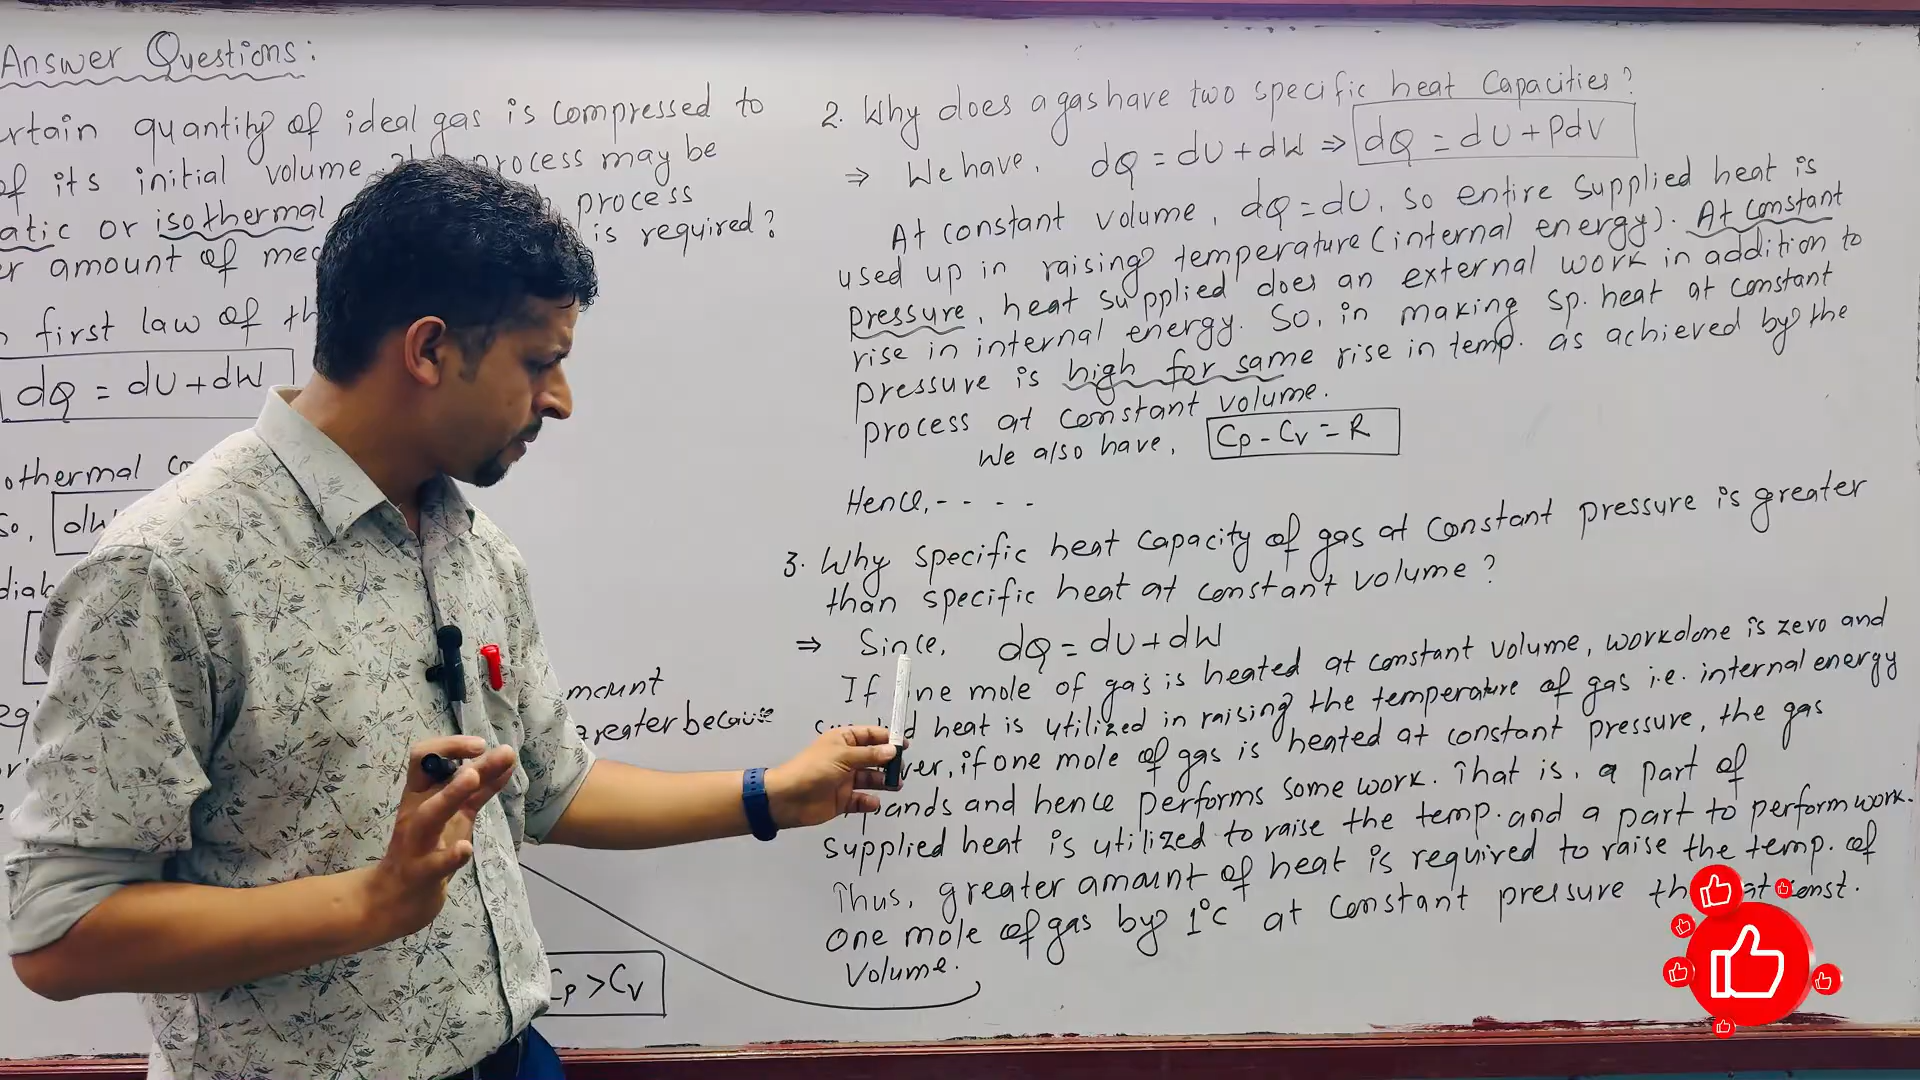 Answer Questions:
rtain quantity of ideal gas is compressed to
of its initial volume. process may be
atic or isothermal process
er amount of mec is required?
first law of th
dQ = dU + dW
othermal co
So, dW
diab
mount
greater because
Cp > Cv
2. Why does a gas have two specific heat capacities?
⇒ We have, dQ = dU + dW ⇒ dQ = dU + PdV
At constant volume, dQ = dU, so entire supplied heat is
used up in raising temperature (internal energy). At constant
pressure, heat supplied does an external work in addition to
rise in internal energy. So, in making sp. heat at constant
pressure is high for same rise in temp. as achieved by the
process at constant volume.
We also have, Cp - Cv = R
Hence, - - - -
3. Why specific heat capacity of gas at constant pressure is greater
than specific heat at constant volume?
⇒ Since, dQ = dU + dW
If ne mole of gas is heated at constant volume, workdone is zero and
d heat is utilized in raising the temperature of gas i.e. internal energy
ver, if one mole of gas is heated at constant pressure, the gas
pands and hence performs some work. That is, a part of
supplied heat is utilized to raise the temp. and a part to perform work.
Thus, greater amount of heat is required to raise the temp. of
one mole of gas by 1°C at constant pressure th at const.
volume.